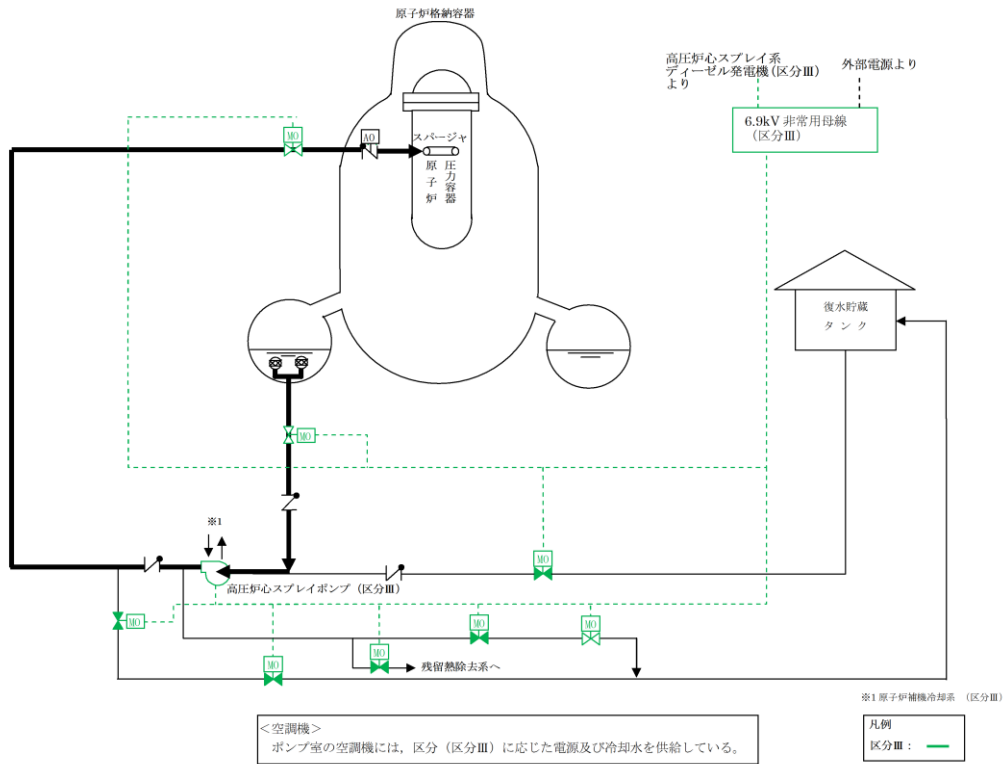 原子炉格納容器
高圧炉心スプレイ系
ディーゼル発電機(区分Ⅲ)
より
外部電源より
6.9kV 非常用母線
(区分Ⅲ)
MO
AO
スパージャ
原子炉
圧力容器
復水貯蔵
タンク
MO
※1
MO
高圧炉心スプレイポンプ(区分Ⅲ)
MO
MO
MO
MO
MO
残留熱除去系へ
MO
※1 原子炉補機冷却系 (区分Ⅲ)
<空調機>
ポンプ室の空調機には,区分(区分Ⅲ)に応じた電源及び冷却水を供給している。
凡例
区分Ⅲ: